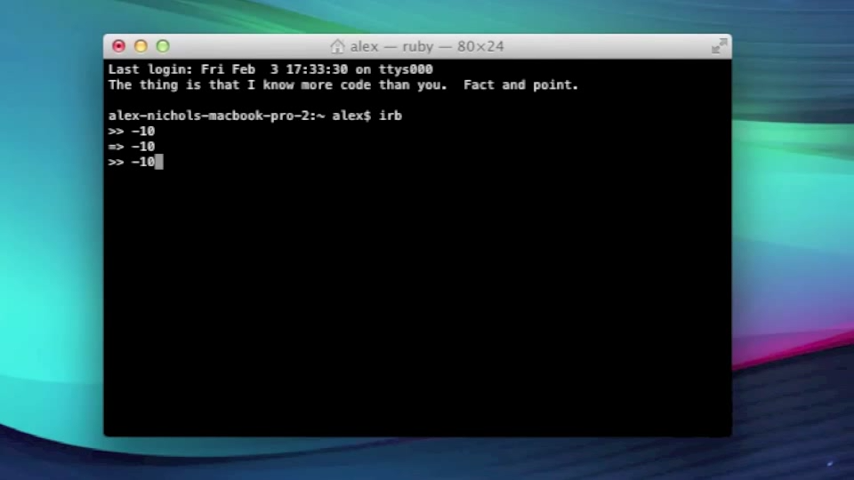 alex — ruby — 80×24
Last login: Fri Feb  3 17:33:30 on ttys000
The thing is that I know more code than you.  Fact and point.
alex-nichols-macbook-pro-2:~ alex$ irb
>> -10
=> -10
>> -10